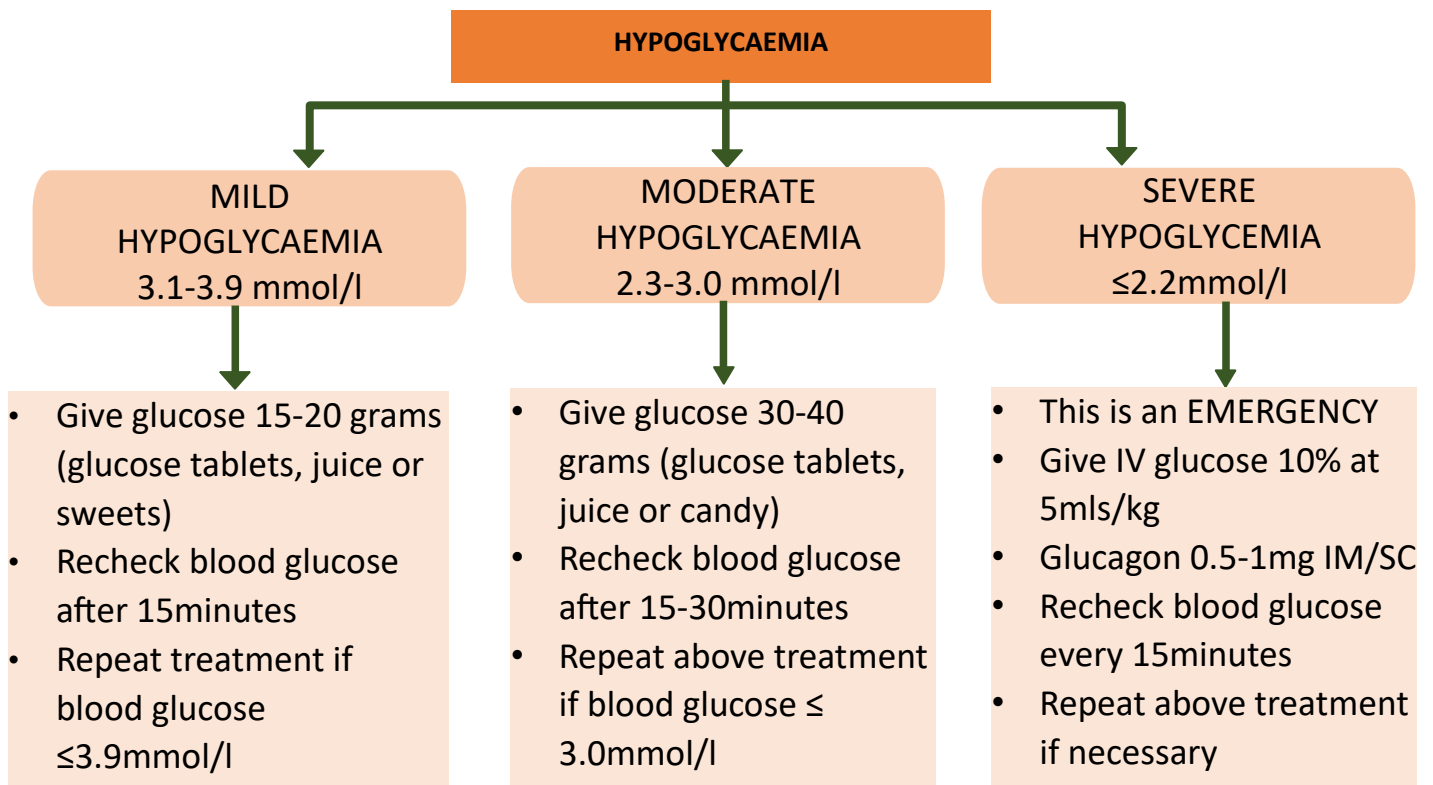 HYPOGLYCAEMIA
MILD
HYPOGLYCAEMIA
3.1-3.9 mmol/l
• Give glucose 15-20 grams
(glucose tablets, juice or
sweets)
• Recheck blood glucose
after 15minutes
• Repeat treatment if
blood glucose
≤3.9mmol/l
MODERATE
HYPOGLYCAEMIA
2.3-3.0 mmol/l
• Give glucose 30-40
grams (glucose tablets,
juice or candy)
• Recheck blood glucose
after 15-30minutes
• Repeat above treatment
if blood glucose ≤
3.0mmol/l
SEVERE
HYPOGLYCEMIA
≤2.2mmol/l
• This is an EMERGENCY
• Give IV glucose 10% at
5mls/kg
• Glucagon 0.5-1mg IM/SC
• Recheck blood glucose
every 15minutes
• Repeat above treatment
if necessary